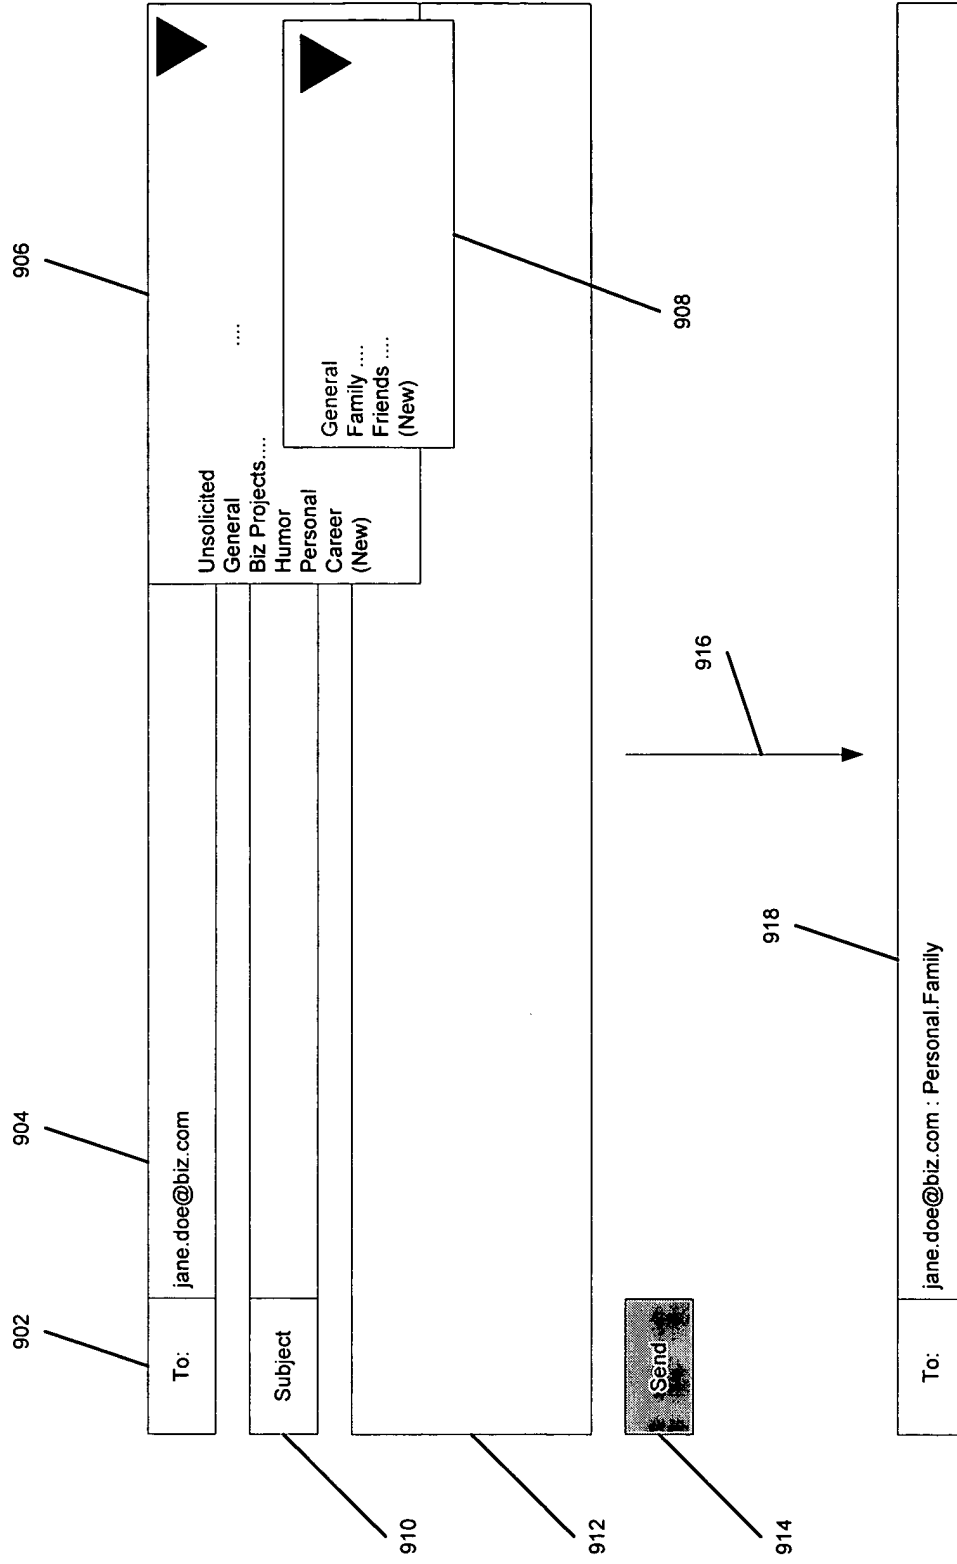 902
904
906
To:
jane.doe@biz.com
Unsolicited
General ....
Biz Projects....
Humor
Personal
Career
(New)
General
Family ....
Friends ....
(New)
Subject
908
910
912
Send
914
916
918
To:
jane.doe@biz.com : Personal.Family